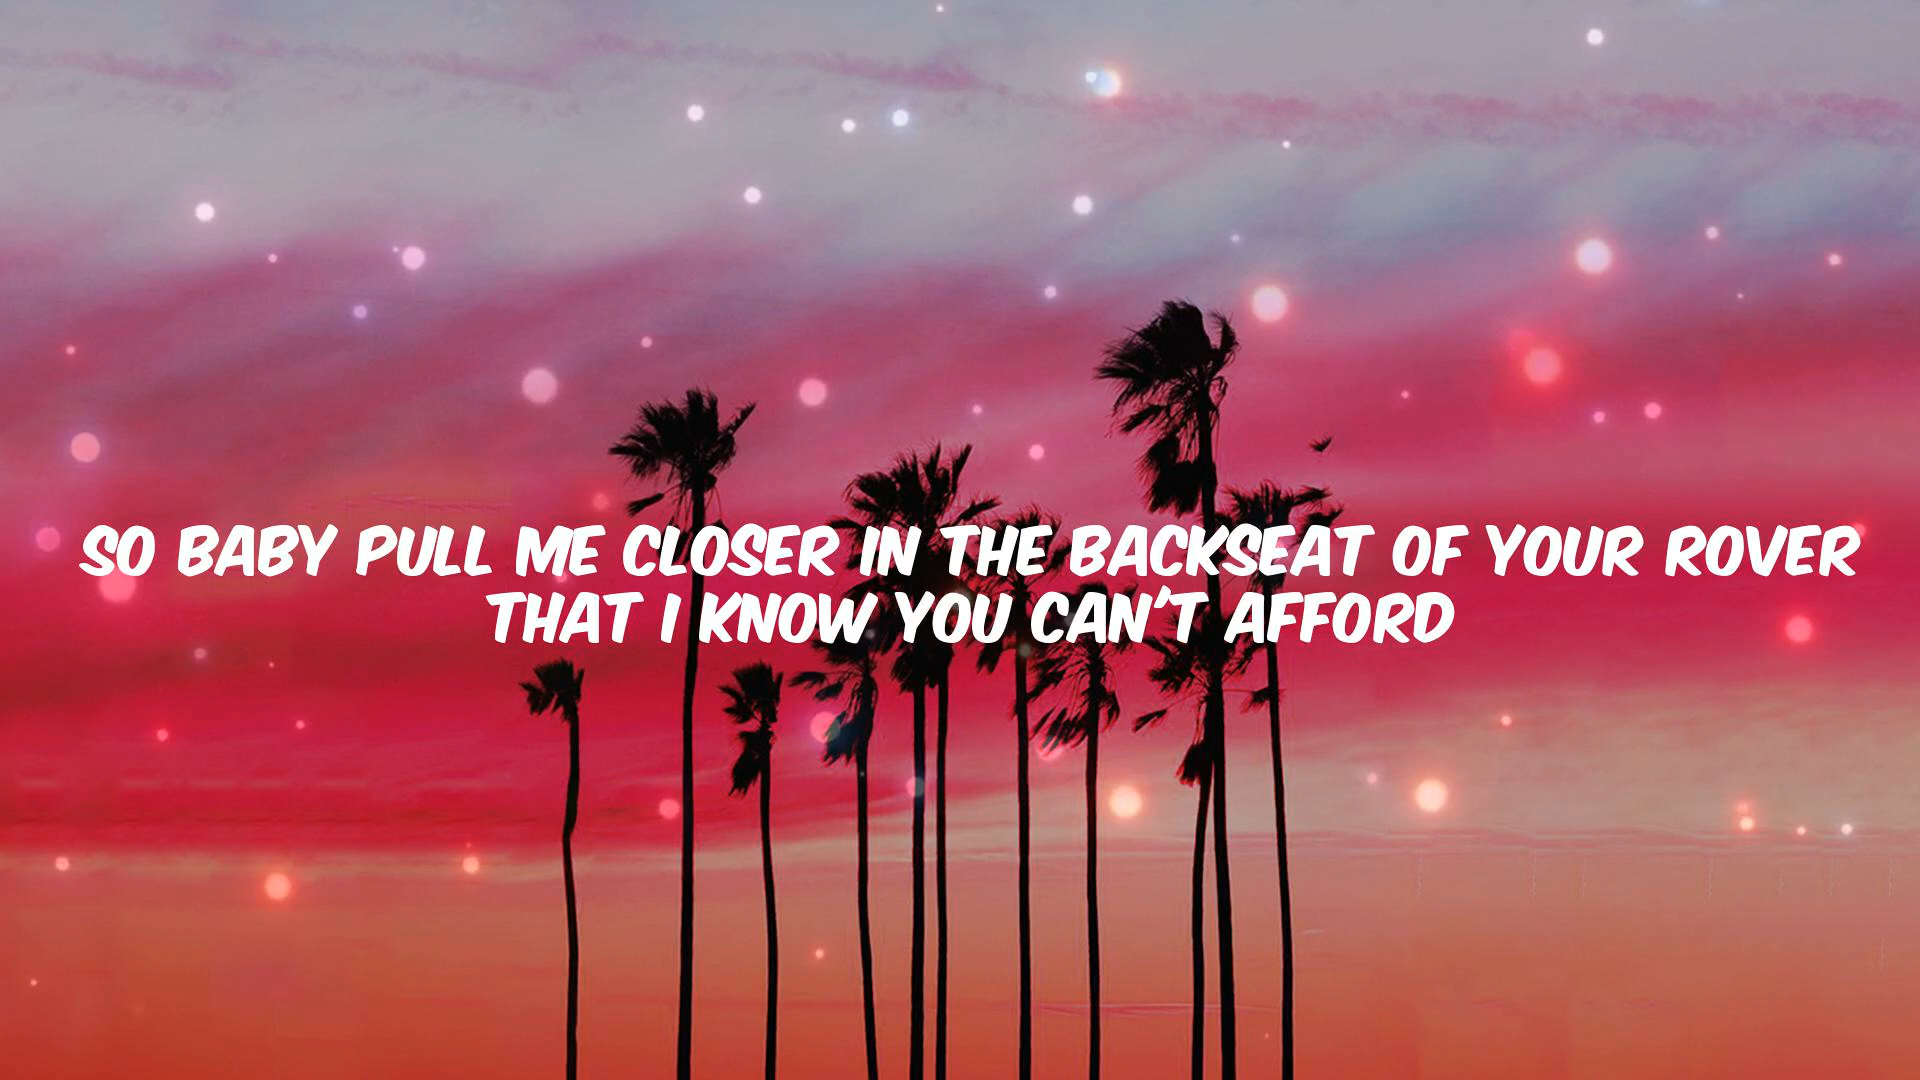 SO BABY PULL ME CLOSER IN THE BACKSEAT OF YOUR ROVER
THAT I KNOW YOU CAN'T AFFORD